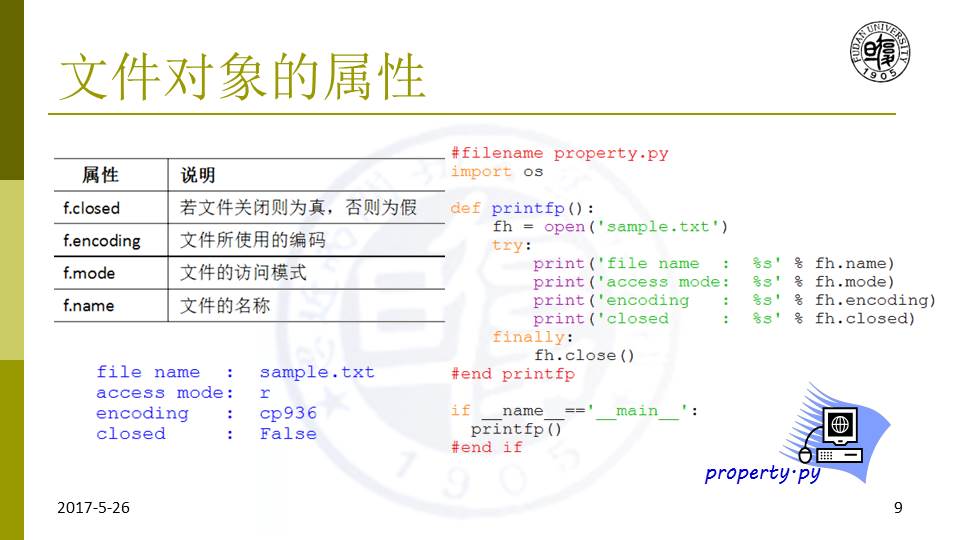 文件对象的属性
FUDAN UNIVERSITY
1905
属性 说明
f.closed 若文件关闭则为真，否则为假
f.encoding 文件所使用的编码
f.mode 文件的访问模式
f.name 文件的名称
file name  :  sample.txt
access mode:  r
encoding   :  cp936
closed     :  False
#filename property.py
import os
def printfp():
    fh = open('sample.txt')
    try:
        print('file name  :  %s' % fh.name)
        print('access mode:  %s' % fh.mode)
        print('encoding   :  %s' % fh.encoding)
        print('closed     :  %s' % fh.closed)
    finally:
        fh.close()
#end printfp
if __name__=='__main__':
  printfp()
#end if
property.py
2017-5-26
9